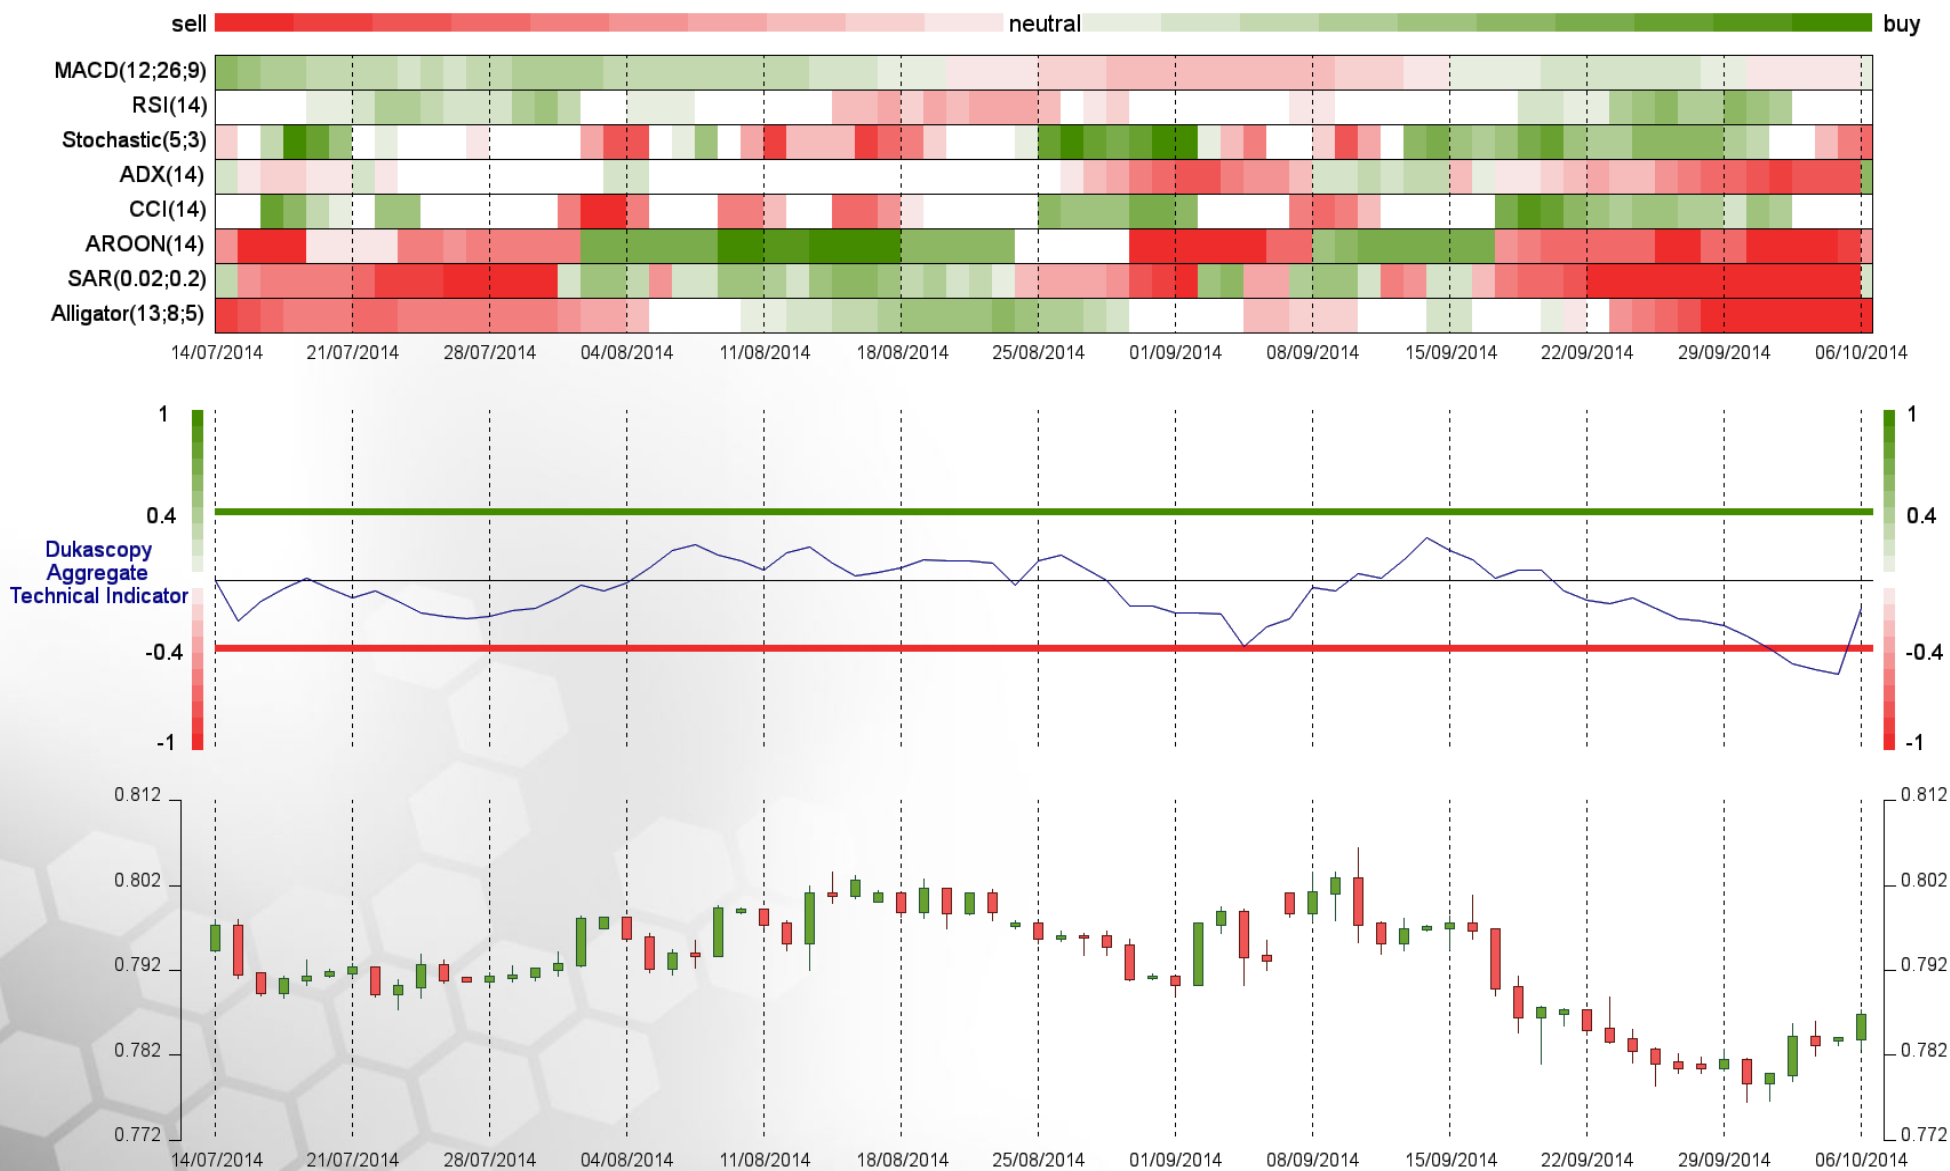 sell neutral buy
MACD(12;26;9)
RSI(14)
Stochastic(5;3)
ADX(14)
CCI(14)
AROON(14)
SAR(0.02;0.2)
Alligator(13;8;5)
14/07/2014 21/07/2014 28/07/2014 04/08/2014 11/08/2014 18/08/2014 25/08/2014 01/09/2014 08/09/2014 15/09/2014 22/09/2014 29/09/2014 06/10/2014
1 1
0.4 0.4
Dukascopy
Aggregate
Technical Indicator
-0.4 -0.4
-1 -1
0.812 0.812
0.802 0.802
0.792 0.792
0.782 0.782
0.772 0.772
14/07/2014 21/07/2014 28/07/2014 04/08/2014 11/08/2014 18/08/2014 25/08/2014 01/09/2014 08/09/2014 15/09/2014 22/09/2014 29/09/2014 06/10/2014